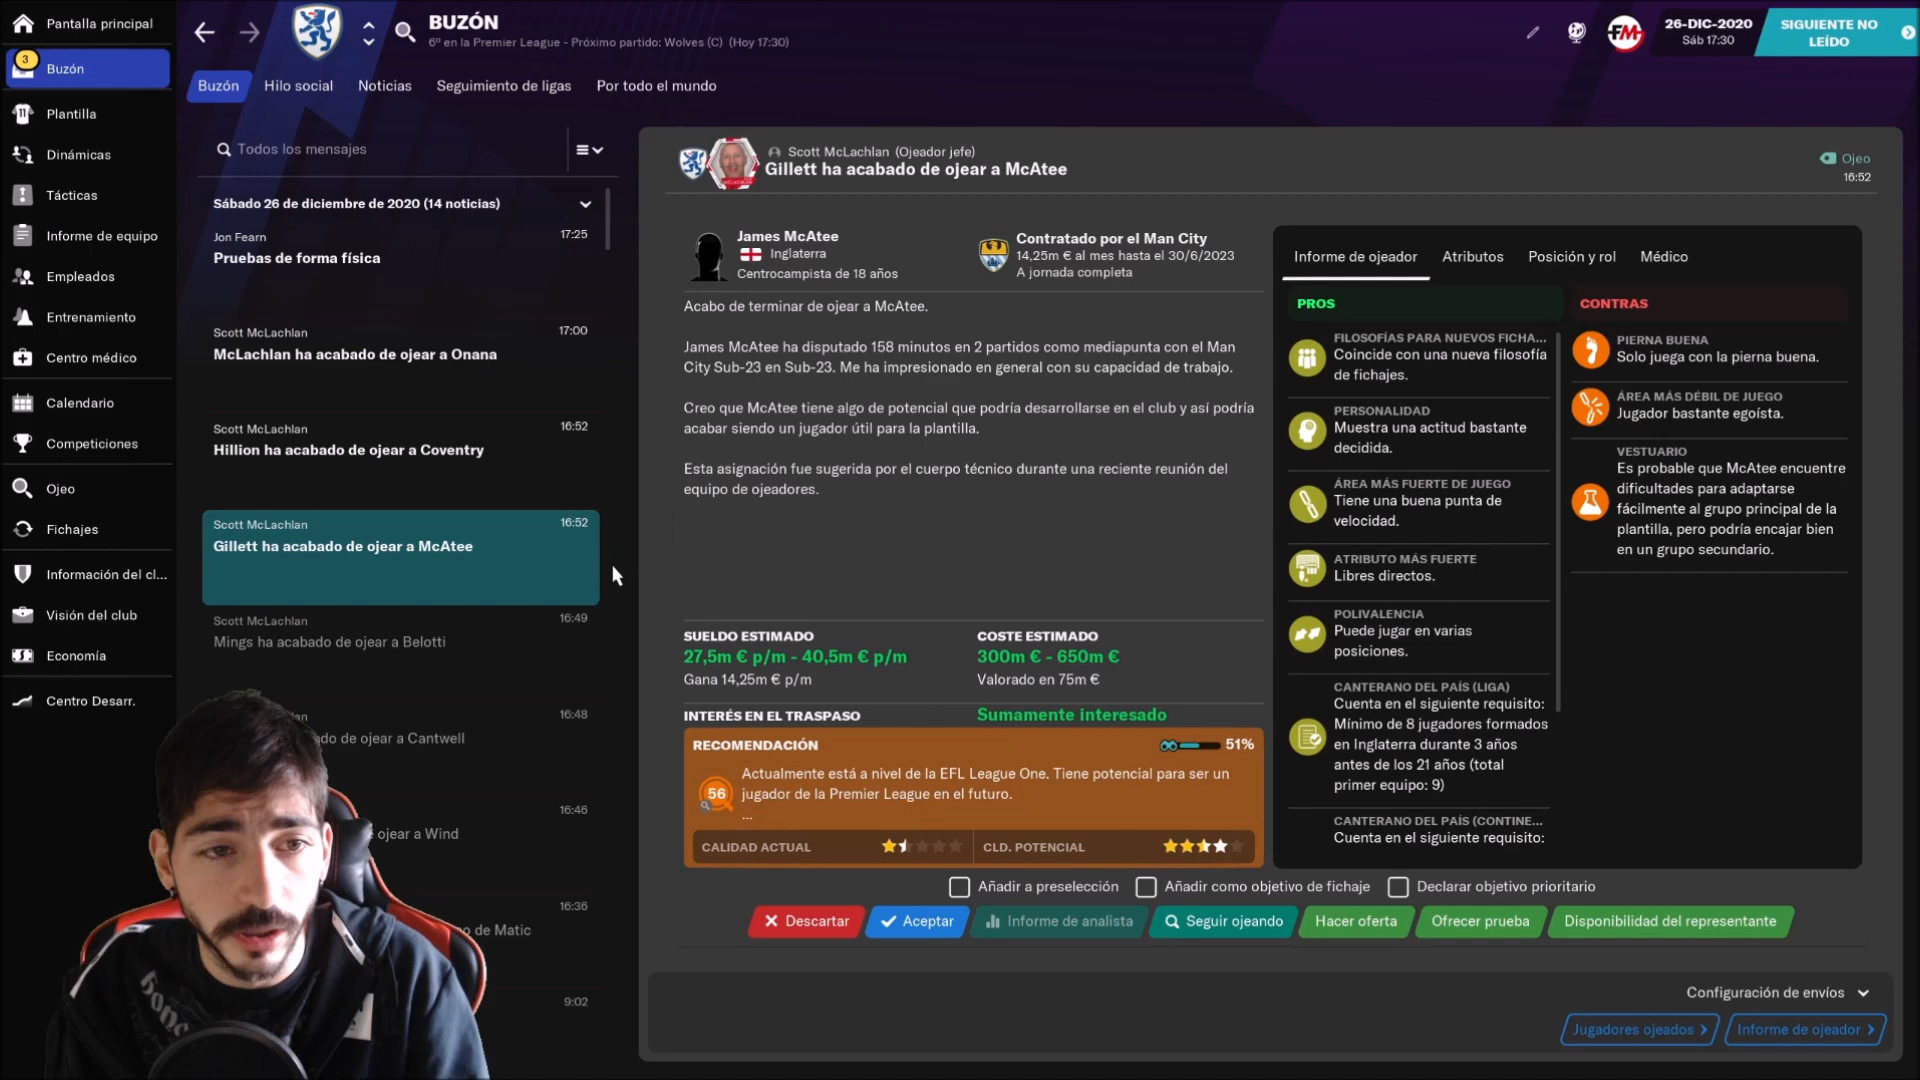 Pantalla principal
3
Buzón
Plantilla
Dinámicas
Tácticas
Informe de equipo
Empleados
Entrenamiento
Centro médico
Calendario
Competiciones
Ojeo
Fichajes
Información del cl...
Visión del club
Economía
Centro Desarr.
BUZÓN
6º en la Premier League - Próximo partido: Wolves (C) (Hoy 17:30)
FM
26-DIC-2020
Sáb 17:30
SIGUIENTE NO
LEÍDO
Buzón
Hilo social
Noticias
Seguimiento de ligas
Por todo el mundo
Todos los mensajes
Sábado 26 de diciembre de 2020 (14 noticias)
Jon Fearn
17:25
Pruebas de forma física
Scott McLachlan
17:00
McLachlan ha acabado de ojear a Onana
Scott McLachlan
16:52
Hillion ha acabado de ojear a Coventry
Scott McLachlan
16:52
Gillett ha acabado de ojear a McAtee
Scott McLachlan
16:49
Mings ha acabado de ojear a Belotti
16:48
do de ojear a Cantwell
16:46
ojear a Wind
16:36
de Matic
9:02
Scott McLachlan (Ojeador jefe)
Gillett ha acabado de ojear a McAtee
Ojeo
16:52
James McAtee
Inglaterra
Centrocampista de 18 años
Contratado por el Man City
14,25m € al mes hasta el 30/6/2023
A jornada completa
Acabo de terminar de ojear a McAtee.
James McAtee ha disputado 158 minutos en 2 partidos como mediapunta con el Man
City Sub-23 en Sub-23. Me ha impresionado en general con su capacidad de trabajo.
Creo que McAtee tiene algo de potencial que podría desarrollarse en el club y así podría
acabar siendo un jugador útil para la plantilla.
Esta asignación fue sugerida por el cuerpo técnico durante una reciente reunión del
equipo de ojeadores.
SUELDO ESTIMADO
27,5m € p/m - 40,5m € p/m
Gana 14,25m € p/m
COSTE ESTIMADO
300m € - 650m €
Valorado en 75m €
INTERÉS EN EL TRASPASO
Sumamente interesado
RECOMENDACIÓN
51%
56
Actualmente está a nivel de la EFL League One. Tiene potencial para ser un
jugador de la Premier League en el futuro.
...
CALIDAD ACTUAL
CLD. POTENCIAL
Informe de ojeador
Atributos
Posición y rol
Médico
PROS
FILOSOFÍAS PARA NUEVOS FICHA...
Coincide con una nueva filosofía
de fichajes.
PERSONALIDAD
Muestra una actitud bastante
decidida.
ÁREA MÁS FUERTE DE JUEGO
Tiene una buena punta de
velocidad.
ATRIBUTO MÁS FUERTE
Libres directos.
POLIVALENCIA
Puede jugar en varias
posiciones.
CANTERANO DEL PAÍS (LIGA)
Cuenta en el siguiente requisito:
Mínimo de 8 jugadores formados
en Inglaterra durante 3 años
antes de los 21 años (total
primer equipo: 9)
CANTERANO DEL PAÍS (CONTINE...
Cuenta en el siguiente requisito:
CONTRAS
PIERNA BUENA
Solo juega con la pierna buena.
ÁREA MÁS DÉBIL DE JUEGO
Jugador bastante egoísta.
VESTUARIO
Es probable que McAtee encuentre
dificultades para adaptarse
fácilmente al grupo principal de la
plantilla, pero podría encajar bien
en un grupo secundario.
Añadir a preselección
Añadir como objetivo de fichaje
Declarar objetivo prioritario
Descartar
Aceptar
Informe de analista
Seguir ojeando
Hacer oferta
Ofrecer prueba
Disponibilidad del representante
Configuración de envíos
Jugadores ojeados
Informe de ojeador